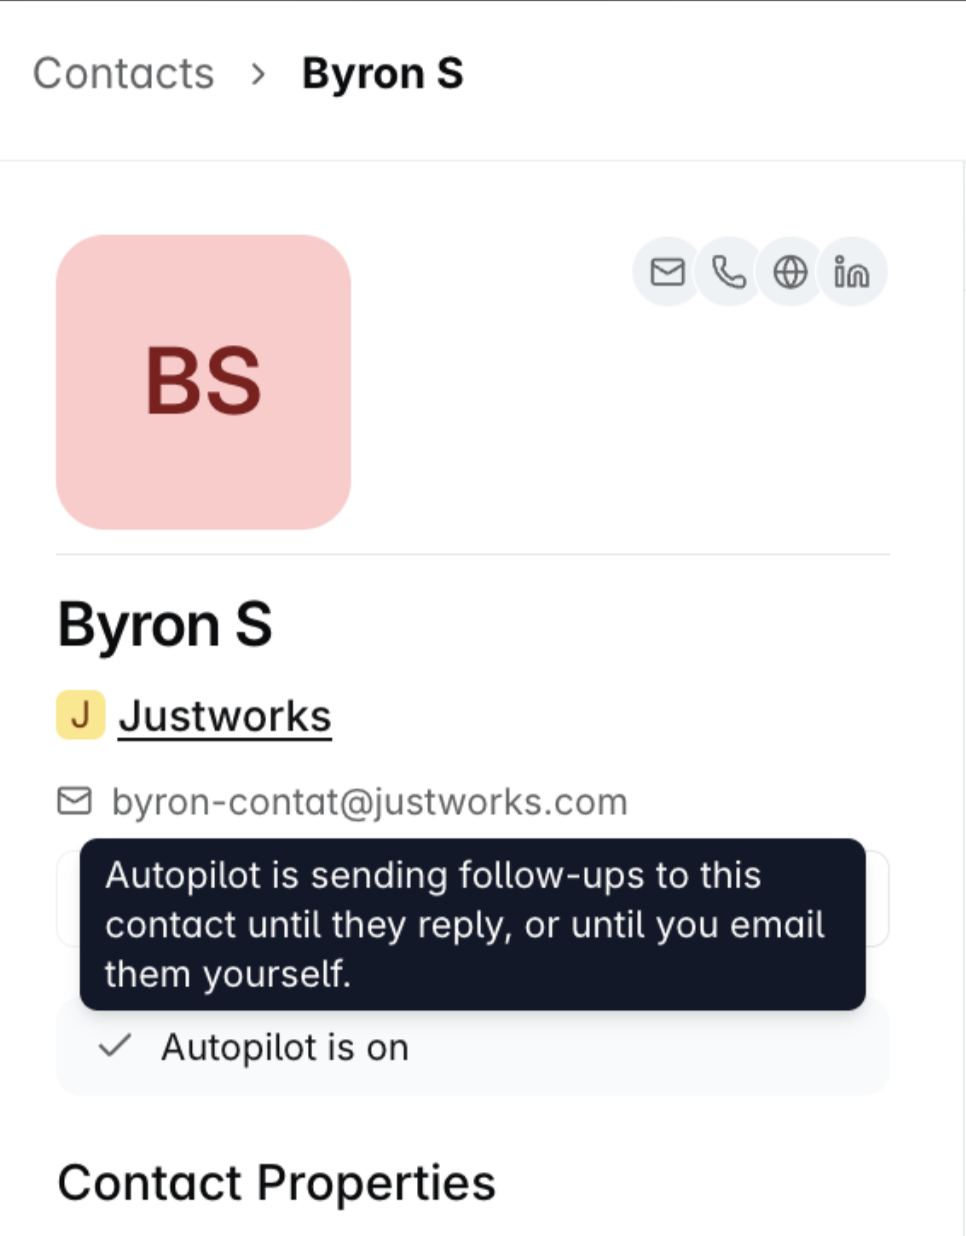 Contacts > Byron S
in
BS
Byron S
J Justworks
byron-contat@justworks.com
Autopilot is sending follow-ups to this
contact until they reply, or until you email
them yourself.
Autopilot is on
Contact Properties